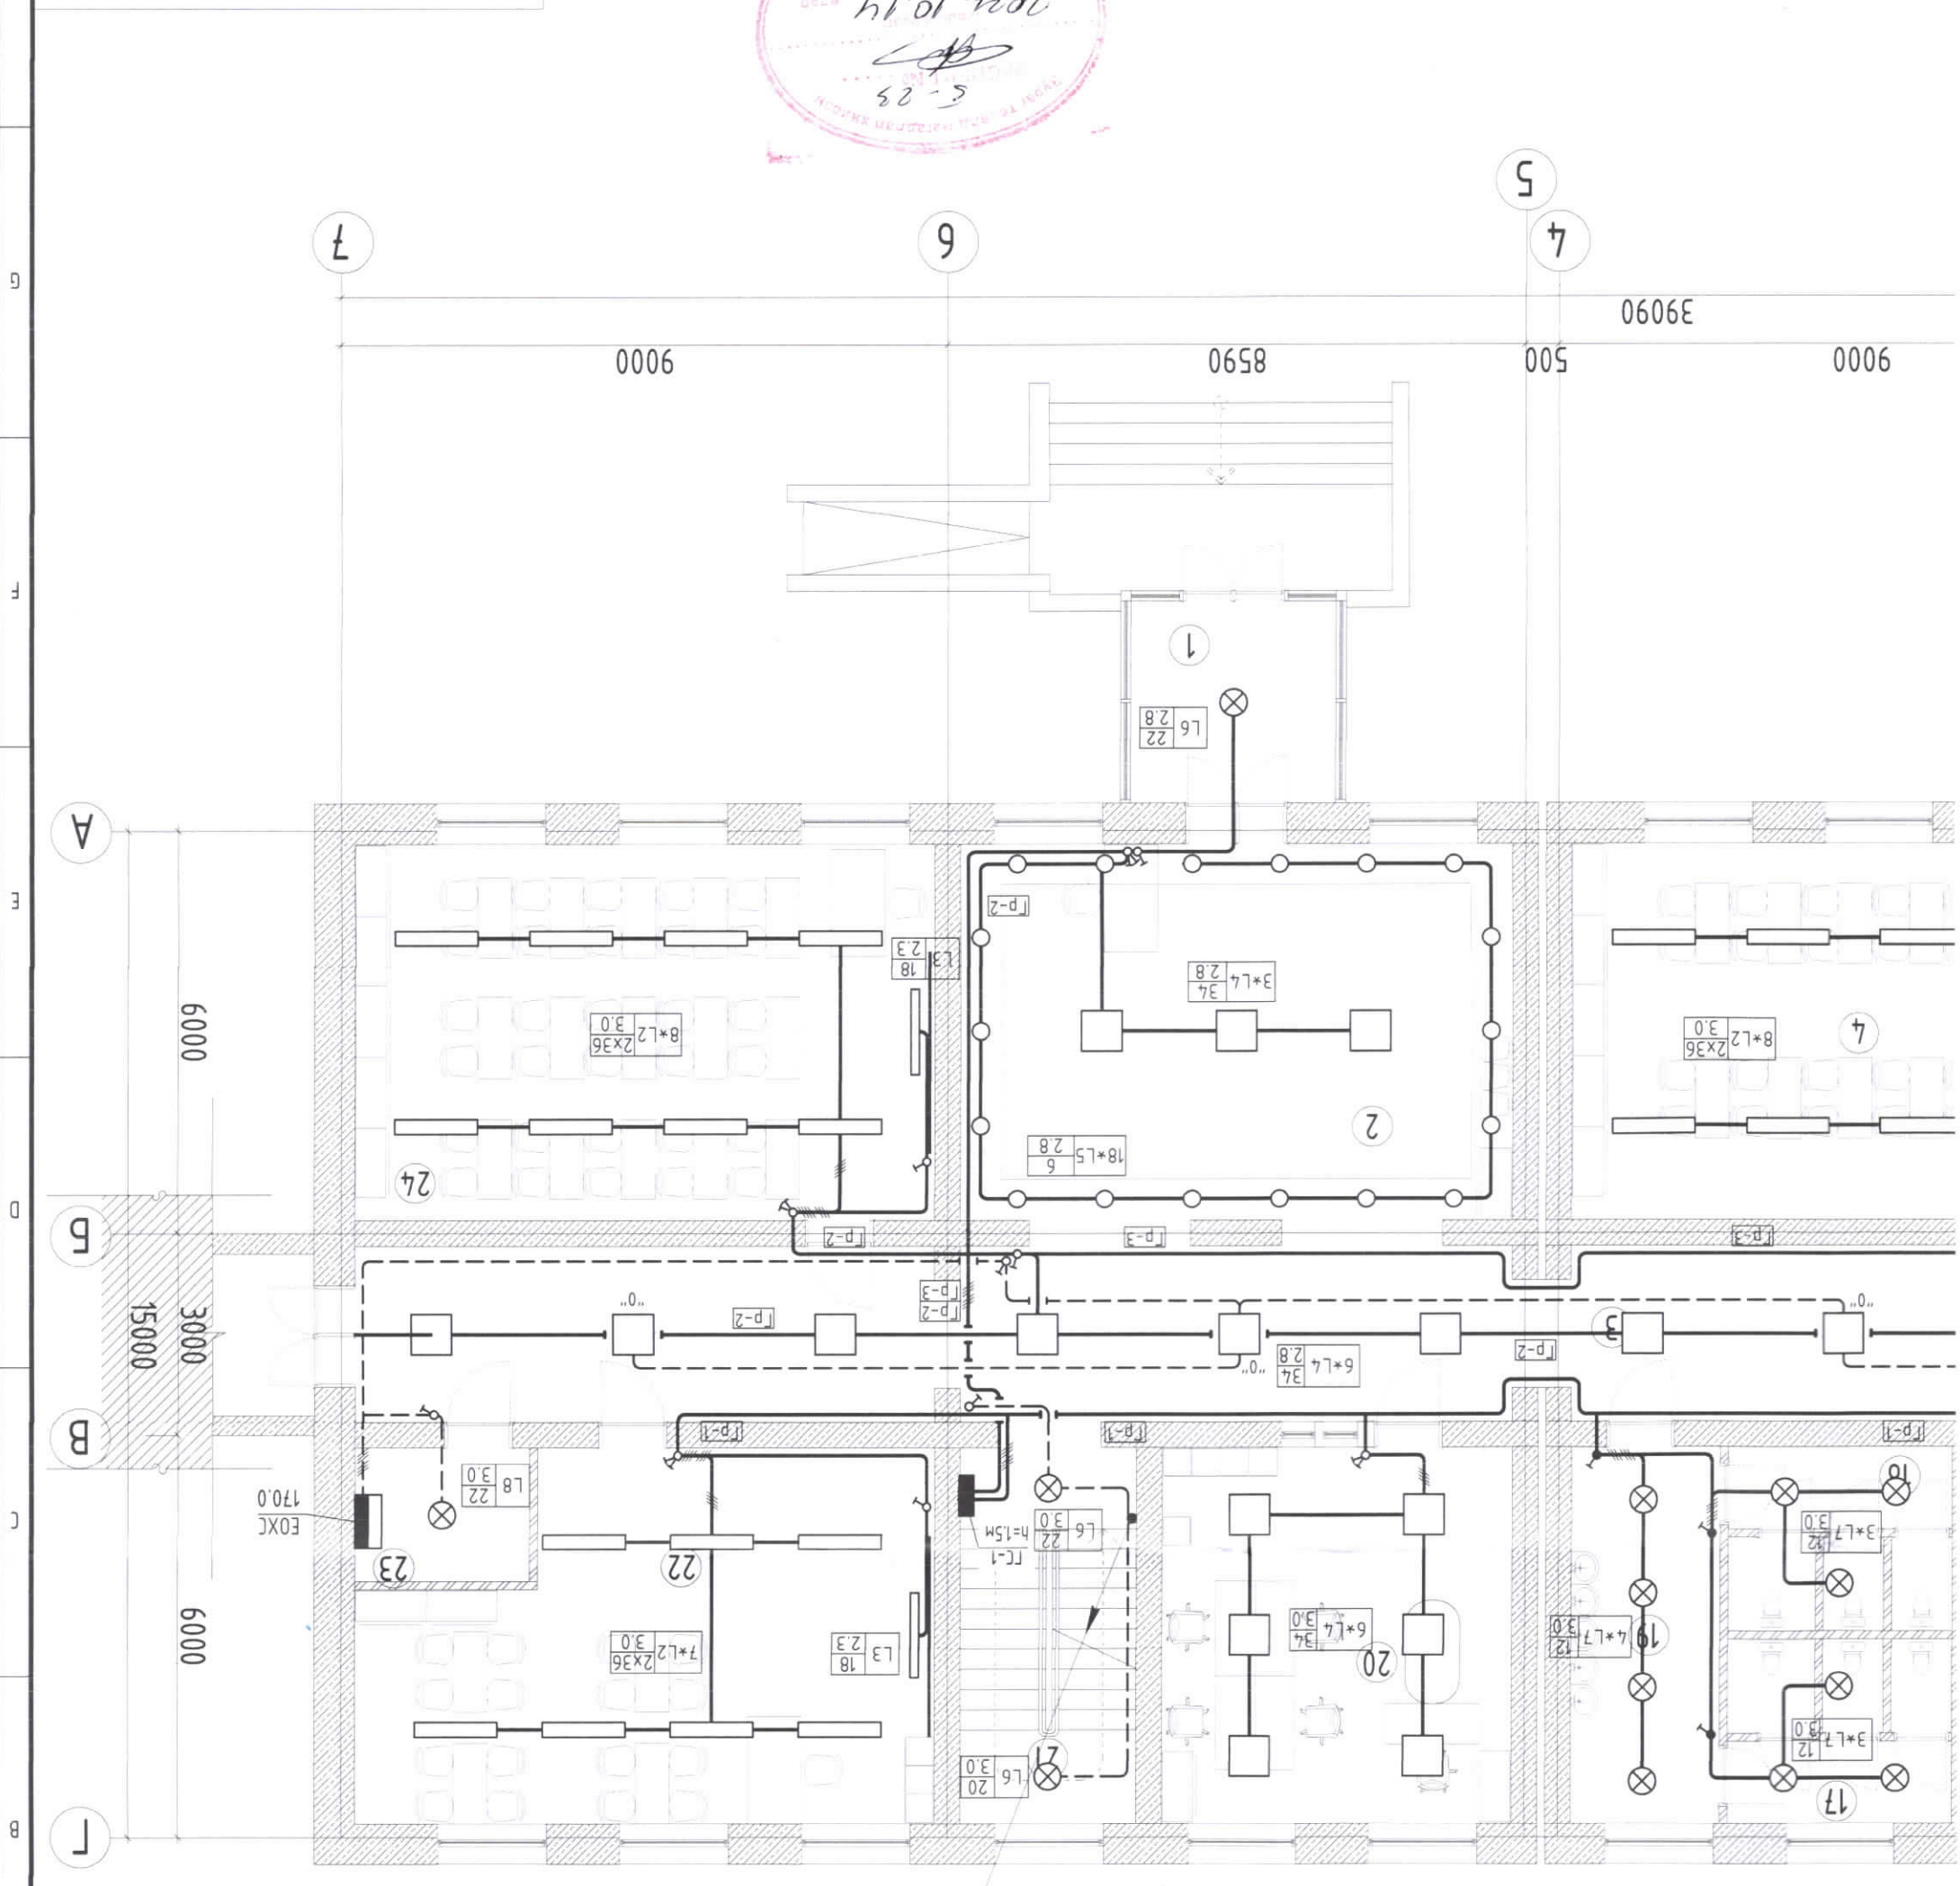 Г
В
Б
А
6000
3000
6000
15000
7
6
5
4
9000
8590
500
9000
39090
B
C
D
E
F
G
17
3*L7 12 3.0
18
3*L7 12 3.0
19
4*L7 12 3.0
20
6*L4 34 3.0
21
L6 20 3.0
L6 22 3.0
ГС-1
h=1.5м
22
7*L2 2x36 3.0
L3 18 2.3
23
L8 22 3.0
ЕОХС
170.0
Гр-1
Гр-1
Гр-1
3
6*L4 34 2.8
"0"
"0"
"0"
Гр-2
Гр-2
Гр-2
Гр-3
Гр-3
Гр-3
Гр-2
4
8*L2 2x36 3.0
2
18*L5 6 2.8
3*L4 34 2.8
Гр-2
24
8*L2 2x36 3.0
L3 18 2.3
1
L6 22 2.8
5-23
10.14